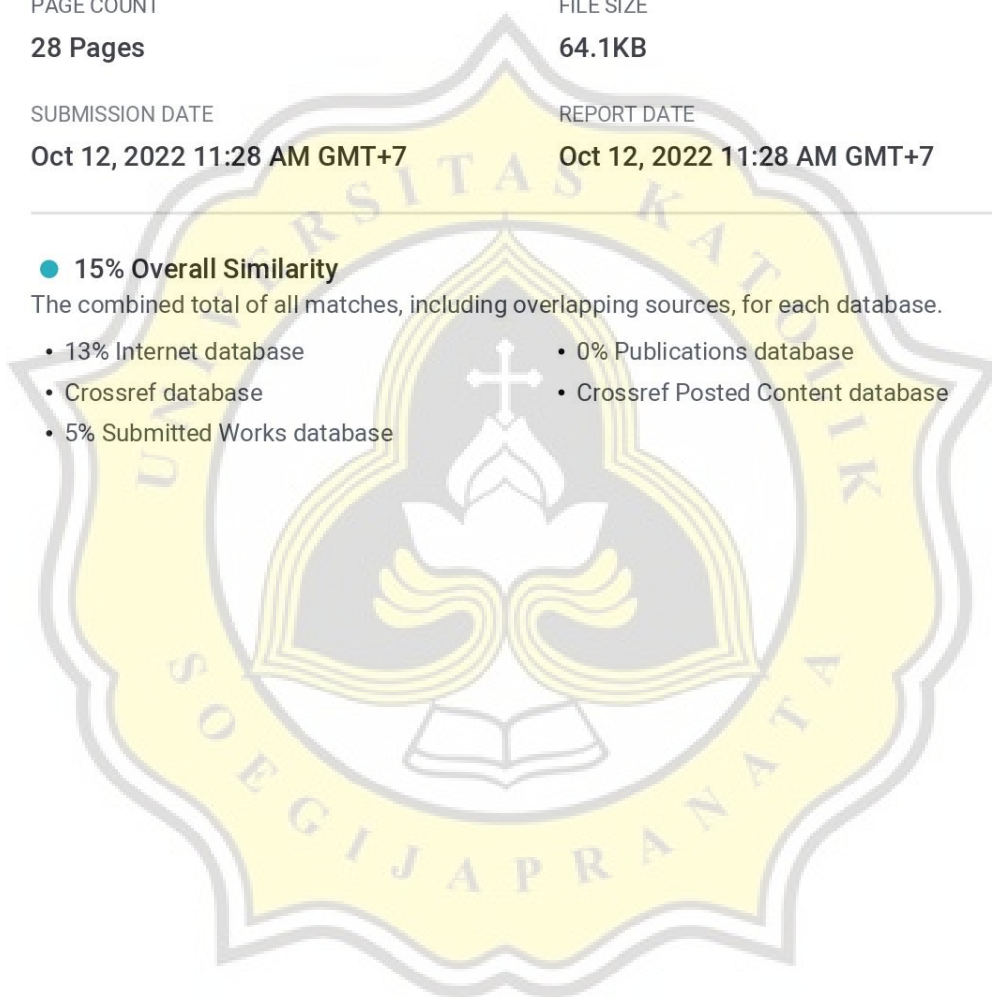 PAGE COUNT FILE SIZE
28 Pages 64.1KB
SUBMISSION DATE REPORT DATE
Oct 12, 2022 11:28 AM GMT+7 Oct 12, 2022 11:28 AM GMT+7
15% Overall Similarity
The combined total of all matches, including overlapping sources, for each database.
• 13% Internet database • 0% Publications database
• Crossref database • Crossref Posted Content database
• 5% Submitted Works database
UNIVERSITAS KATOLIK
SOEGIJAPRANATA